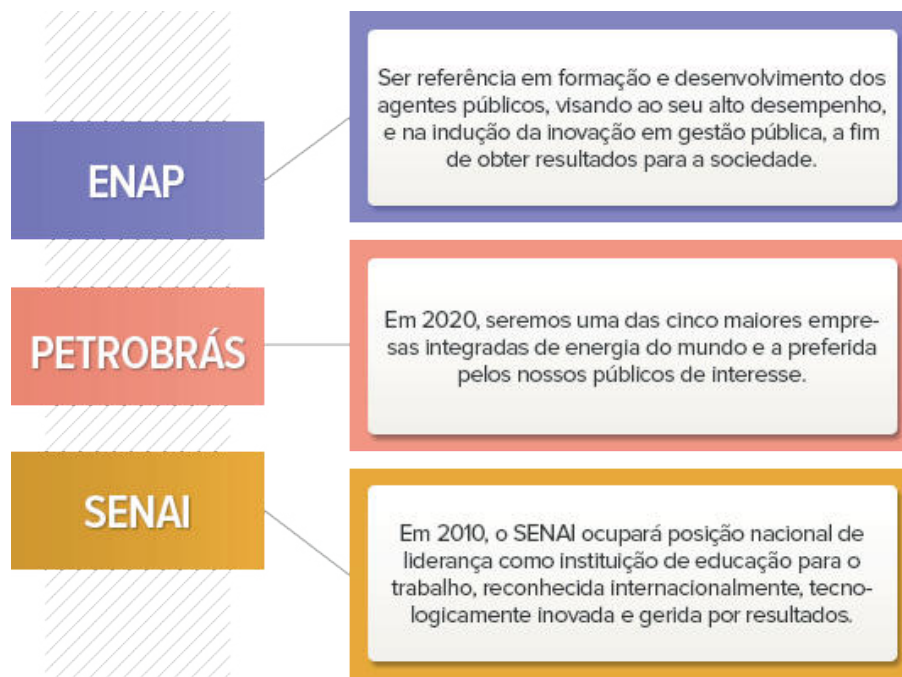 ENAP
Ser referência em formação e desenvolvimento dos
agentes públicos, visando ao seu alto desempenho,
e na indução da inovação em gestão pública, a fim
de obter resultados para a sociedade.
PETROBRÁS
Em 2020, seremos uma das cinco maiores empre-
sas integradas de energia do mundo e a preferida
pelos nossos públicos de interesse.
SENAI
Em 2010, o SENAI ocupará posição nacional de
liderança como instituição de educação para o
trabalho, reconhecida internacionalmente, tecno-
logicamente inovada e gerida por resultados.